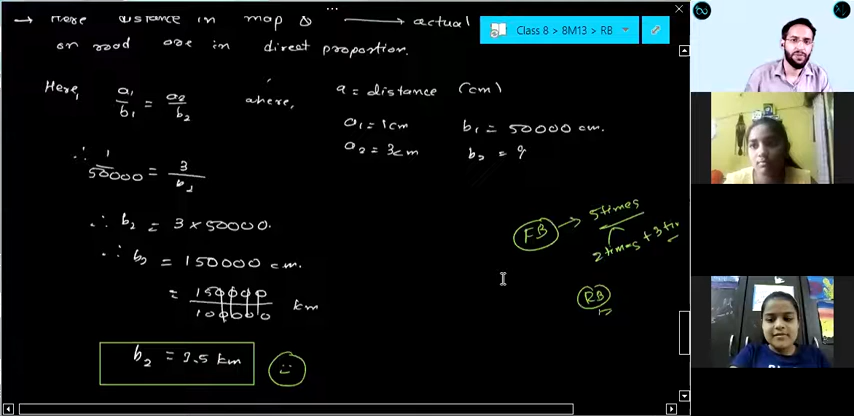 → Here distance in map & → actual
on road are in direct proportion.
Class 8 > 8M13 > RB
Here, a1/b1 = a2/b2 where, a = distance (cm)
a1 = 1cm b1 = 50000 cm.
a2 = 3cm b2 = ?
∴ 1/50000 = 3/b2
∴ b2 = 3 × 50000.
∴ b2 = 150000 cm.
= 150000/100000 km
b2 = 1.5 km
FB → 5 times
2 times + 3
RB